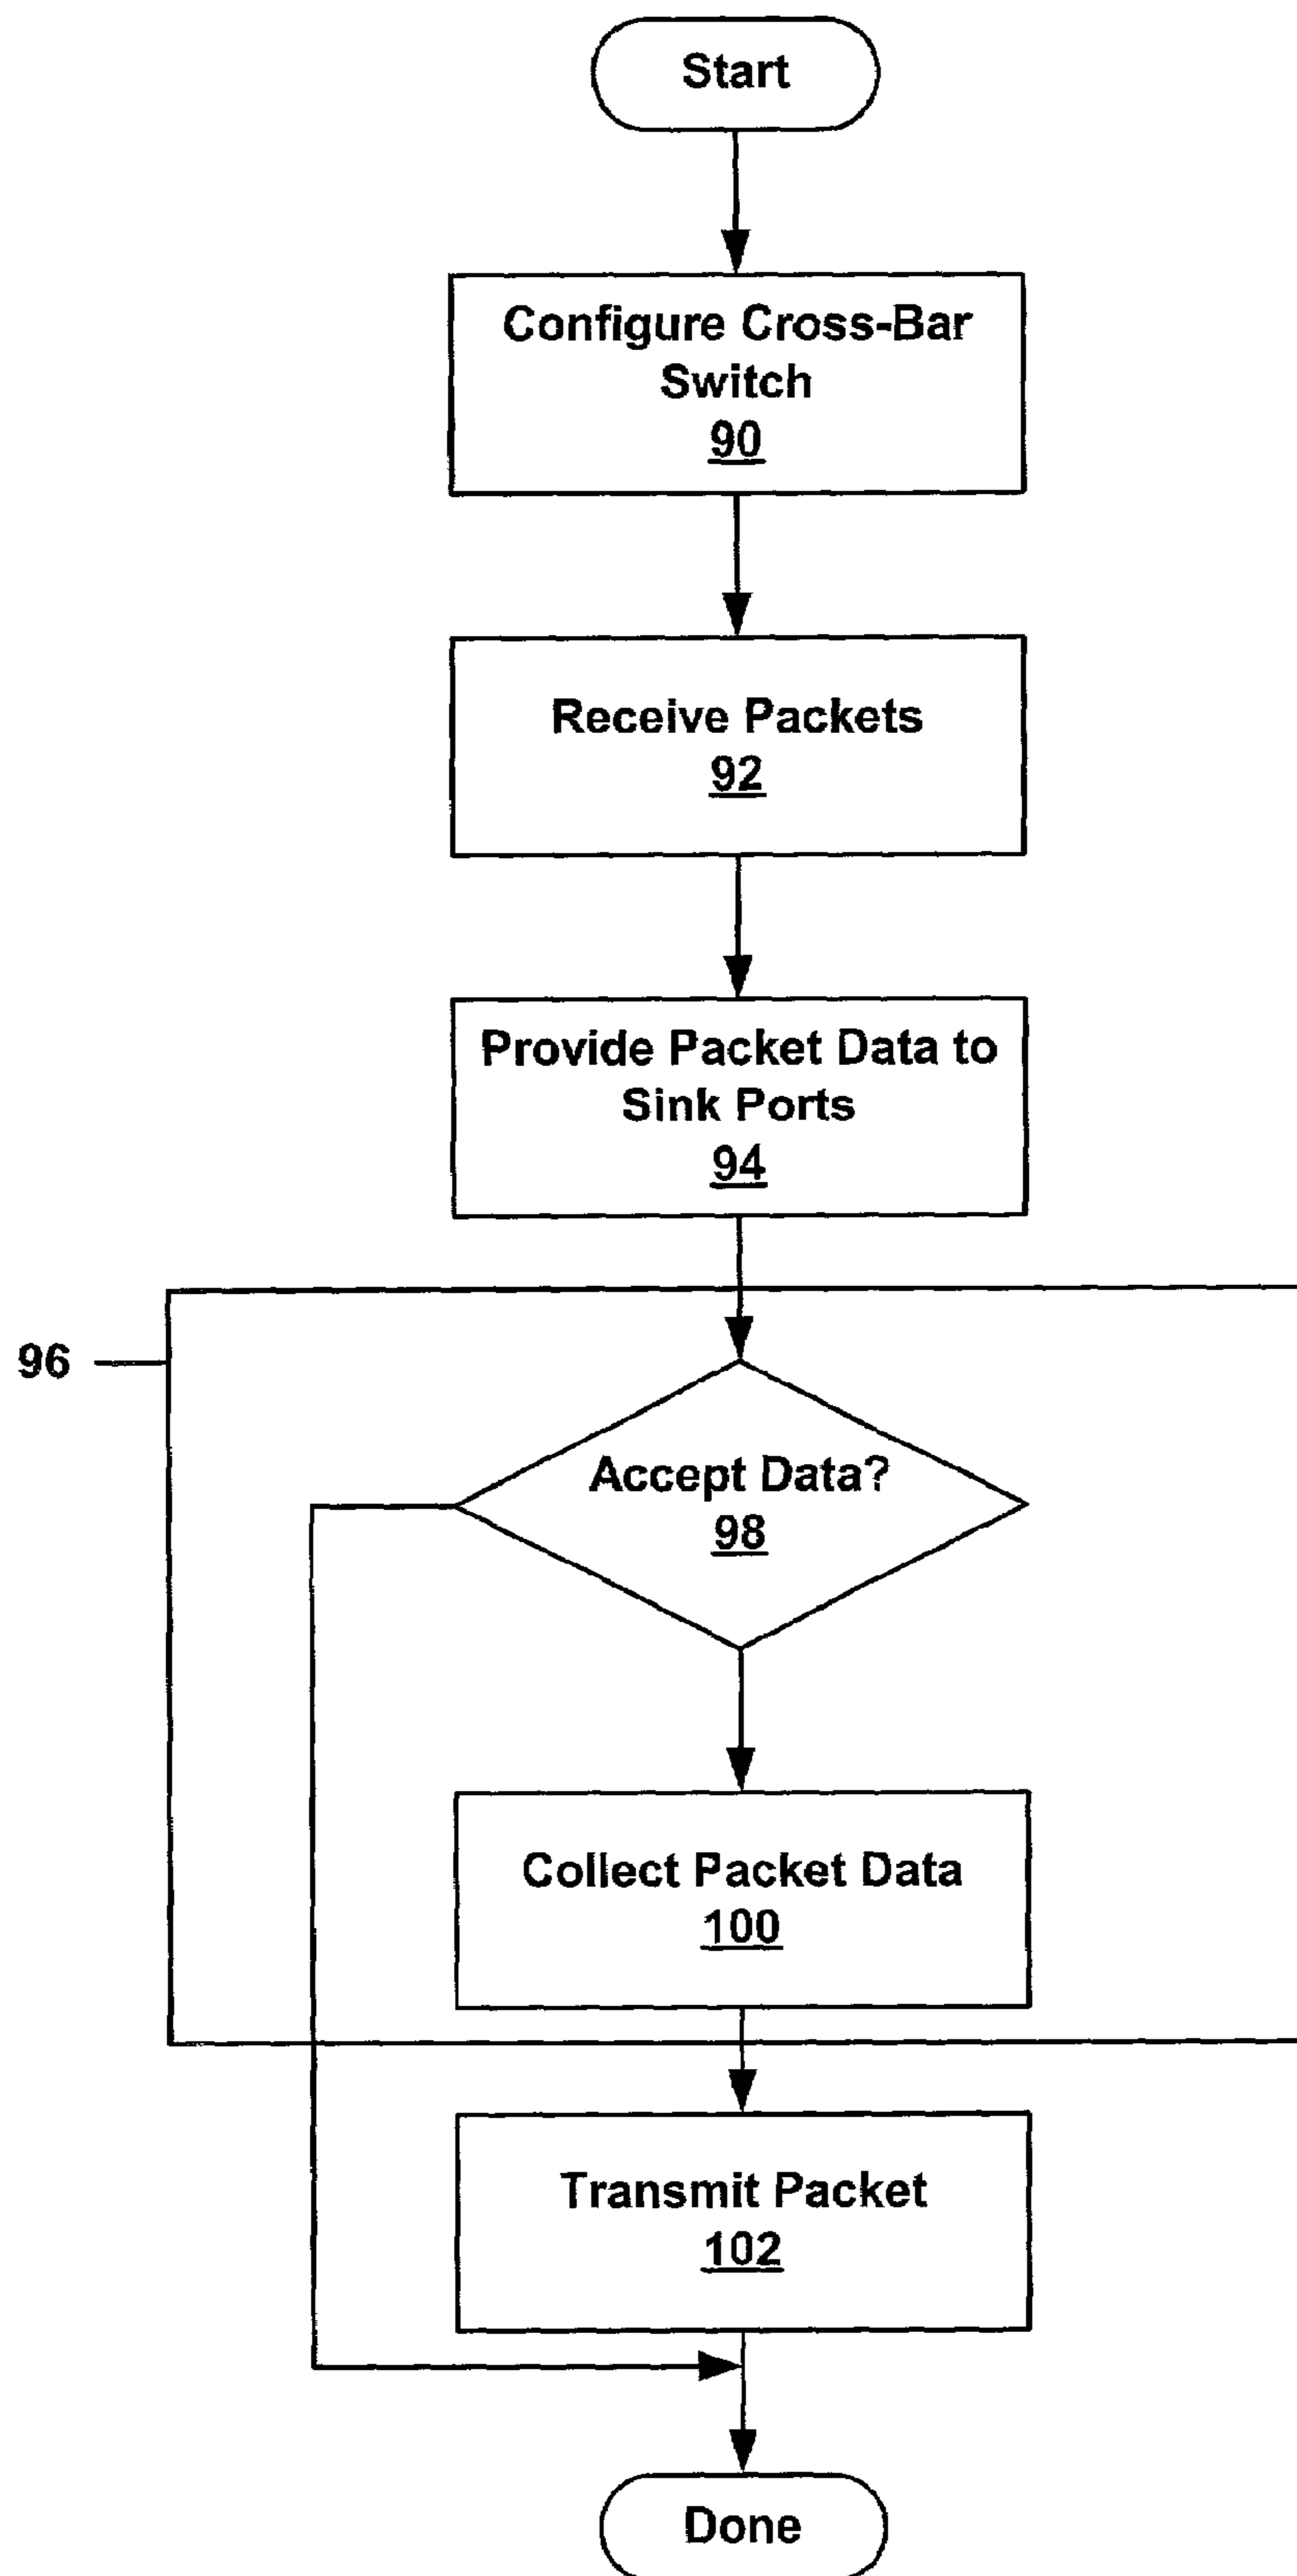 Start
Configure Cross-Bar
Switch
90
Receive Packets
92
Provide Packet Data to
Sink Ports
94
96
Accept Data?
98
Collect Packet Data
100
Transmit Packet
102
Done